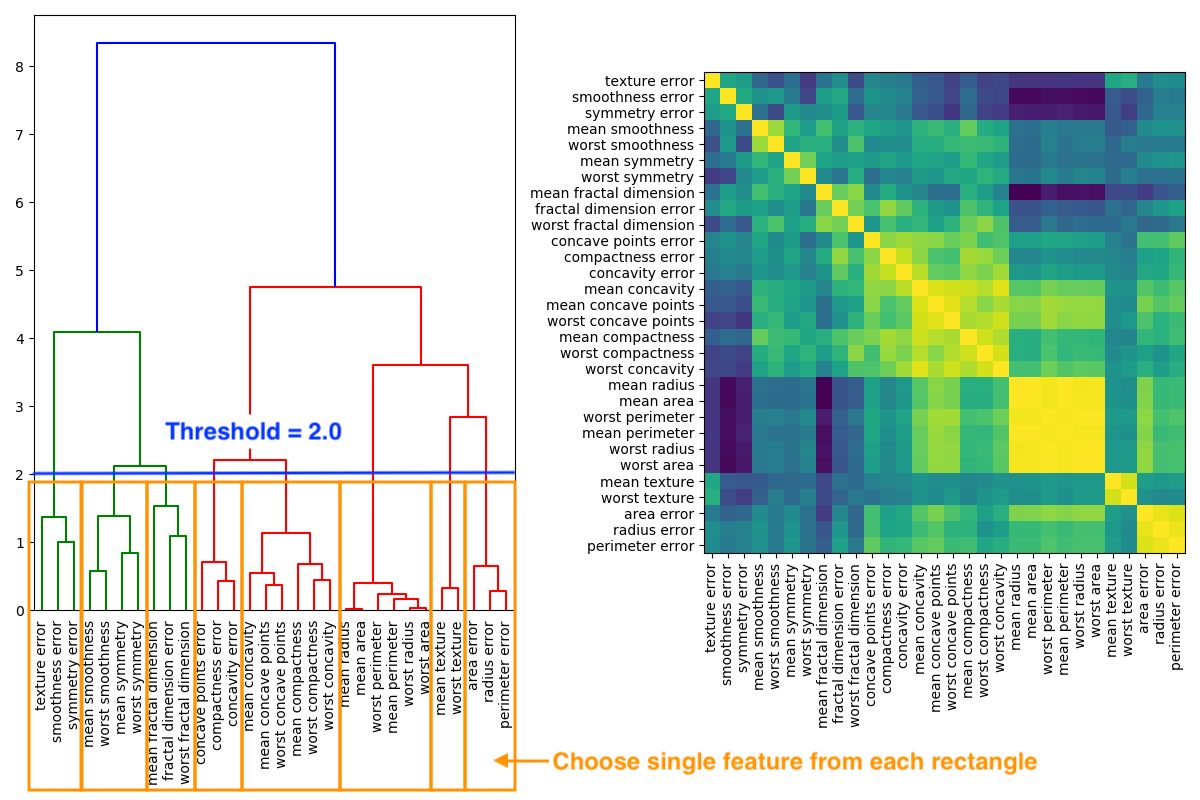 8
7
6
5
4
3
2
1
0
Threshold = 2.0
texture error
smoothness error
symmetry error
mean smoothness
worst smoothness
mean symmetry
worst symmetry
mean fractal dimension
fractal dimension error
worst fractal dimension
concave points error
compactness error
concavity error
mean concavity
mean concave points
worst concave points
mean compactness
worst compactness
worst concavity
mean radius
mean area
worst perimeter
mean perimeter
worst radius
worst area
mean texture
worst texture
area error
radius error
perimeter error
texture error
smoothness error
symmetry error
mean smoothness
worst smoothness
mean symmetry
worst symmetry
mean fractal dimension
fractal dimension error
worst fractal dimension
concave points error
compactness error
concavity error
mean concavity
mean concave points
worst concave points
mean compactness
worst compactness
worst concavity
mean radius
mean area
worst perimeter
mean perimeter
worst radius
worst area
mean texture
worst texture
area error
radius error
perimeter error
texture error
smoothness error
symmetry error
mean smoothness
worst smoothness
mean symmetry
worst symmetry
mean fractal dimension
fractal dimension error
worst fractal dimension
concave points error
compactness error
concavity error
mean concavity
mean concave points
worst concave points
mean compactness
worst compactness
worst concavity
mean radius
mean area
worst perimeter
mean perimeter
worst radius
worst area
mean texture
worst texture
area error
radius error
perimeter error
Choose single feature from each rectangle